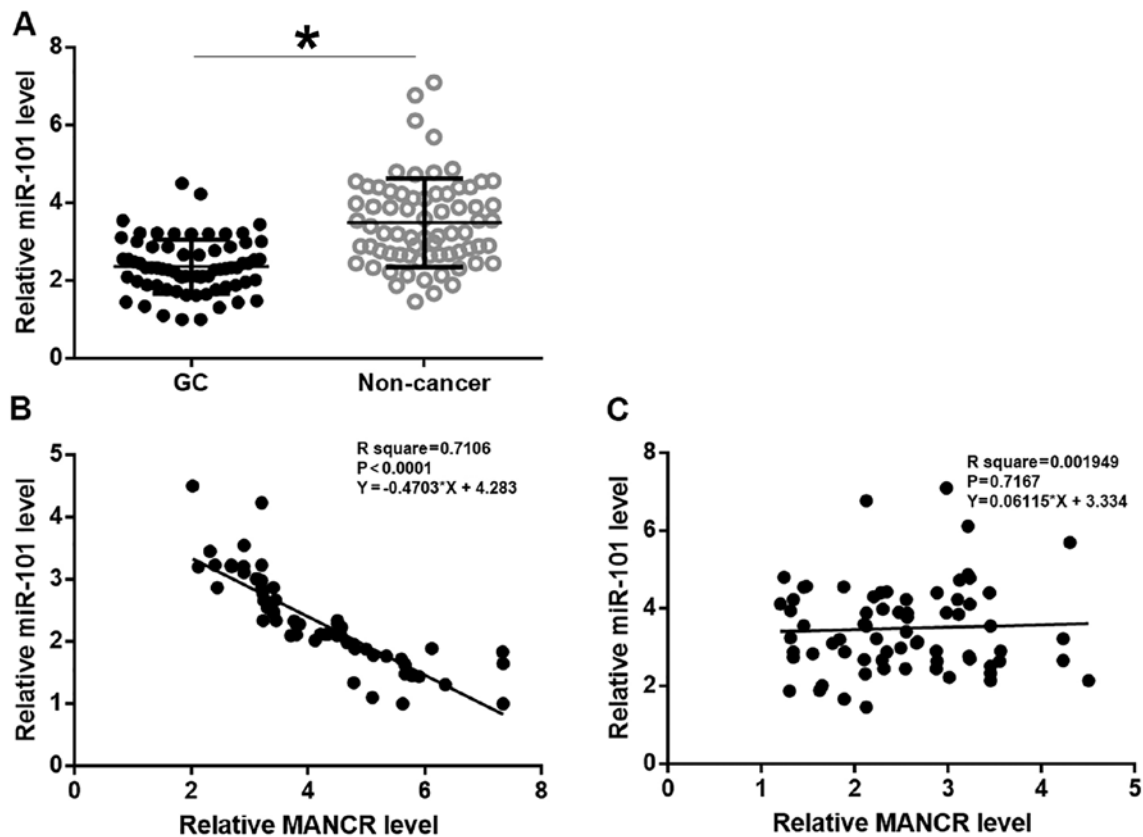 A
*
8
6
4
2
0
Relative miR-101 level
GC Non-cancer
B
5
4
3
2
1
0
Relative miR-101 level
R square=0.7106
P<0.0001
Y=-0.4703*X + 4.283
0 2 4 6 8
Relative MANCR level
C
8
6
4
2
0
Relative miR-101 level
R square=0.001949
P=0.7167
Y=0.06115*X + 3.334
0 1 2 3 4 5
Relative MANCR level